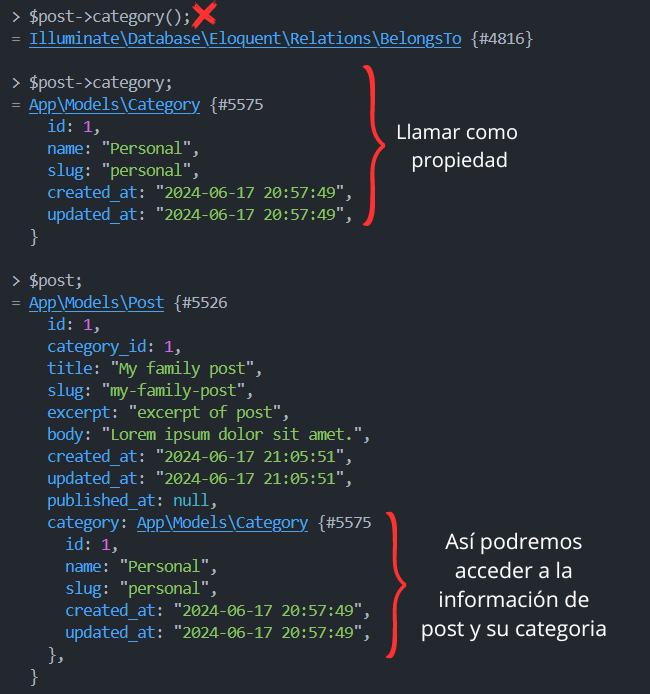 > $post->category();
= Illuminate\Database\Eloquent\Relations\BelongsTo {#4816}
> $post->category;
= App\Models\Category {#5575
id: 1,
name: "Personal",
slug: "personal",
created_at: "2024-06-17 20:57:49",
updated_at: "2024-06-17 20:57:49",
}
Llamar como
propiedad
> $post;
= App\Models\Post {#5526
id: 1,
category_id: 1,
title: "My family post",
slug: "my-family-post",
excerpt: "excerpt of post",
body: "Lorem ipsum dolor sit amet.",
created_at: "2024-06-17 21:05:51",
updated_at: "2024-06-17 21:05:51",
published_at: null,
category: App\Models\Category {#5575
id: 1,
name: "Personal",
slug: "personal",
created_at: "2024-06-17 20:57:49",
updated_at: "2024-06-17 20:57:49",
},
}
Así podremos
acceder a la
información de
post y su categoria